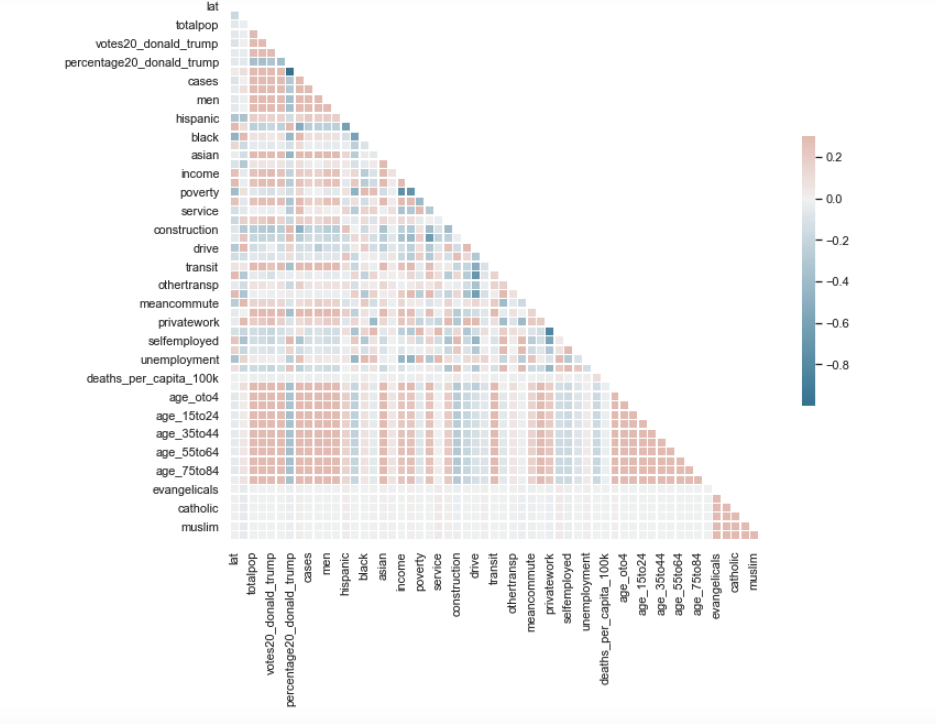 lat
totalpop
votes20_donald_trump
percentage20_donald_trump
cases
men
hispanic
black
asian
income
poverty
service
construction
drive
transit
othertransp
meancommute
privatework
selfemployed
unemployment
deaths_per_capita_100k
age_oto4
age_15to24
age_35to44
age_55to64
age_75to84
evangelicals
catholic
muslim
0.2
0.0
−0.2
−0.4
−0.6
−0.8
lat
totalpop
votes20_donald_trump
percentage20_donald_trump
cases
men
hispanic
black
asian
income
poverty
service
construction
drive
transit
othertransp
meancommute
privatework
selfemployed
unemployment
deaths_per_capita_100k
age_oto4
age_15to24
age_35to44
age_55to64
age_75to84
evangelicals
catholic
muslim